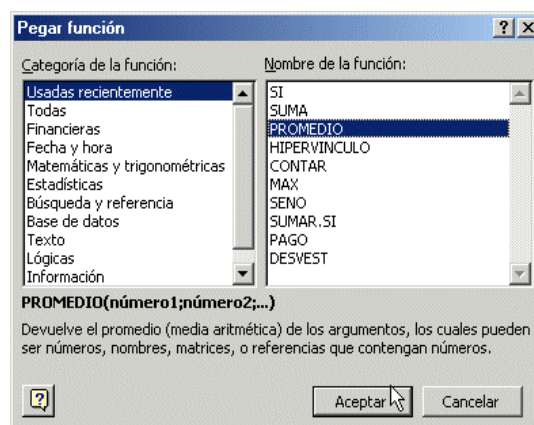 Pegar función
Categoría de la función:
Nombre de la función:
Usadas recientemente
Todas
Financieras
Fecha y hora
Matemáticas y trigonométricas
Estadísticas
Búsqueda y referencia
Base de datos
Texto
Lógicas
Información
SI
SUMA
PROMEDIO
HIPERVINCULO
CONTAR
MAX
SENO
SUMAR.SI
PAGO
DESVEST
PROMEDIO(número1;número2;...)
Devuelve el promedio (media aritmética) de los argumentos, los cuales pueden
ser números, nombres, matrices, o referencias que contengan números.
Aceptar
Cancelar